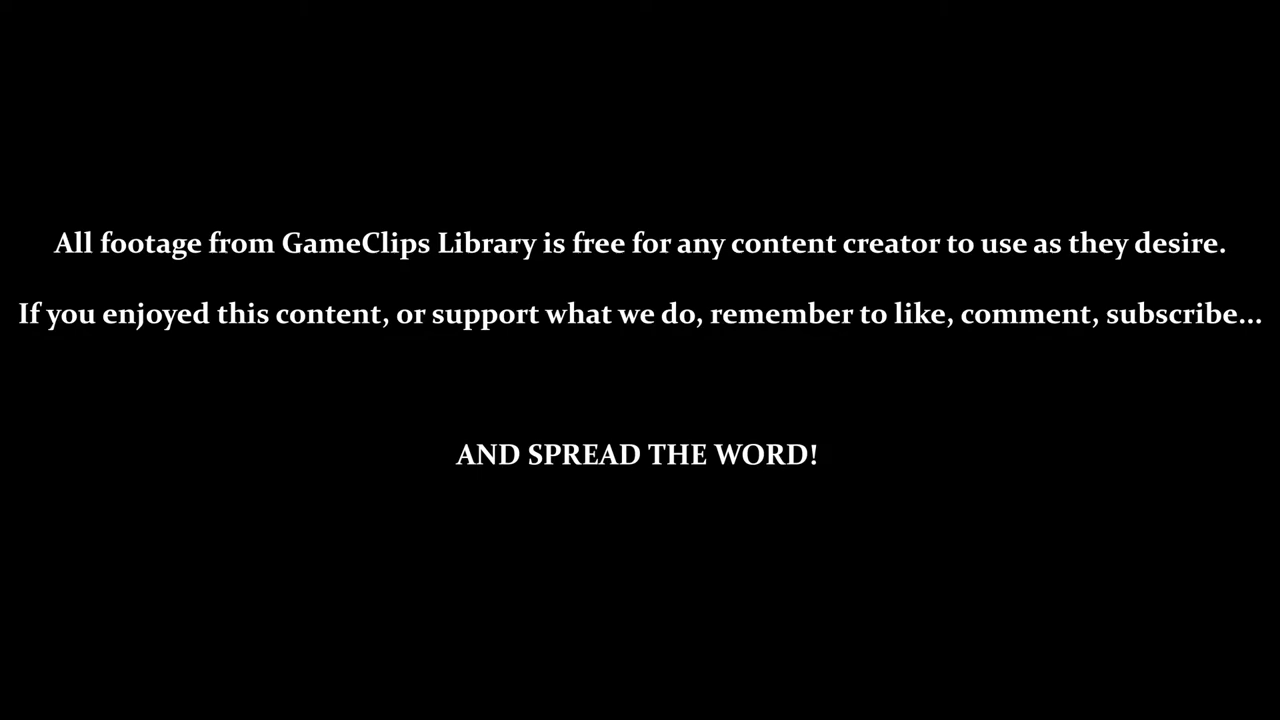 All footage from GameClips Library is free for any content creator to use as they desire.
If you enjoyed this content, or support what we do, remember to like, comment, subscribe...
AND SPREAD THE WORD!